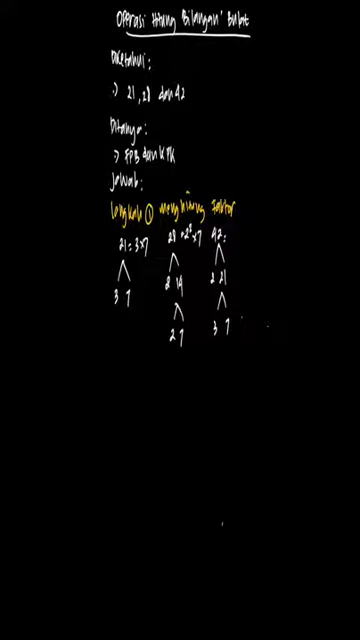 Operasi Hitung Bilangan Bulat
Diketahui:
-) 21, 28 dan 42
Ditanya:
-) FPB dan KPK
Jawab:
Langkah ① menghitung Faktor
21 = 3 × 7 28 = 2² × 7 42 =
2 14 2 21
3 7
2 7 3 7